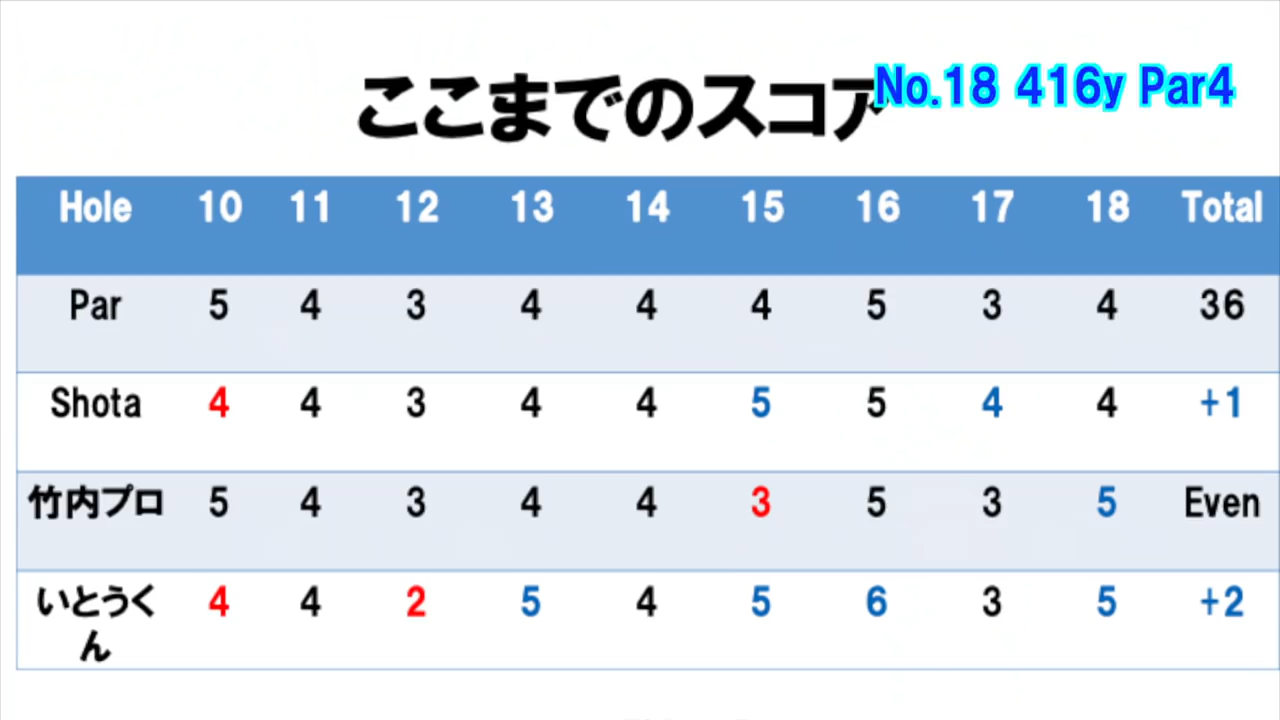 ここまでのスコア
No.18 416y Par4
Hole 10 11 12 13 14 15 16 17 18 Total
Par 5 4 3 4 4 4 5 3 4 36
Shota 4 4 3 4 4 5 5 4 4 +1
竹内プロ 5 4 3 4 4 3 5 3 5 Even
いとうく 4 4 2 5 4 5 6 3 5 +2
ん